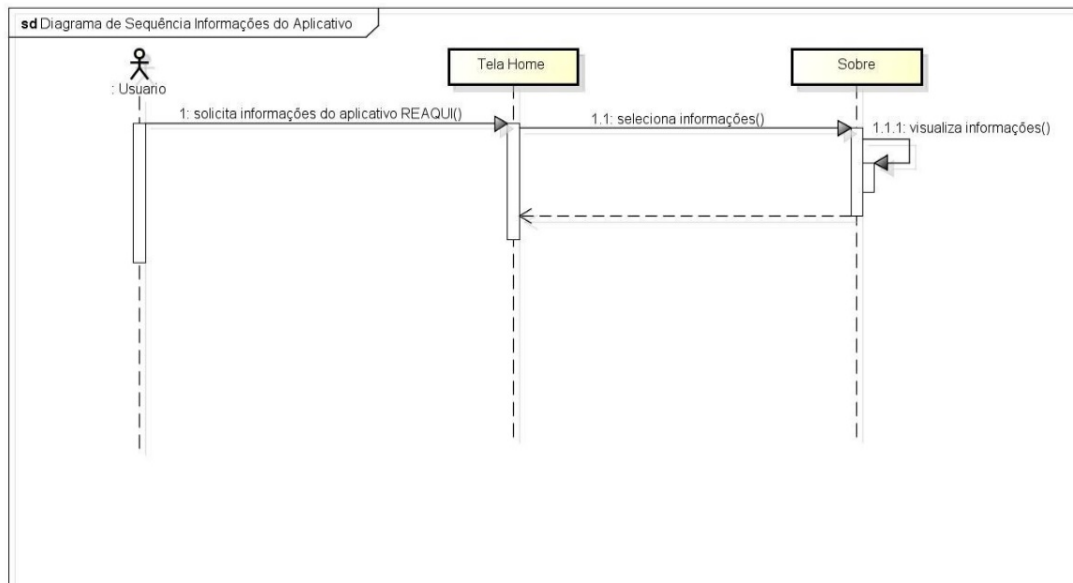 sd Diagrama de Sequência Informações do Aplicativo
: Usuario
Tela Home
Sobre
1: solicita informações do aplicativo REAQUI()
1.1: seleciona informações()
1.1.1: visualiza informações()